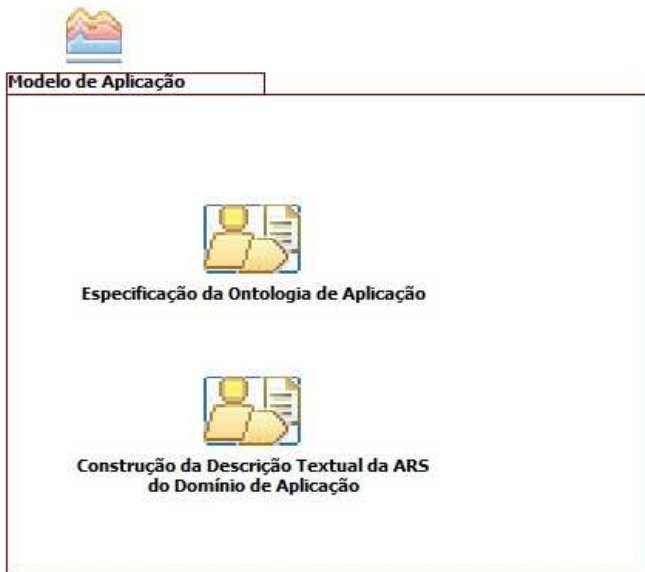 Modelo de Aplicação
Especificação da Ontologia de Aplicação
Construção da Descrição Textual da ARS
do Domínio de Aplicação